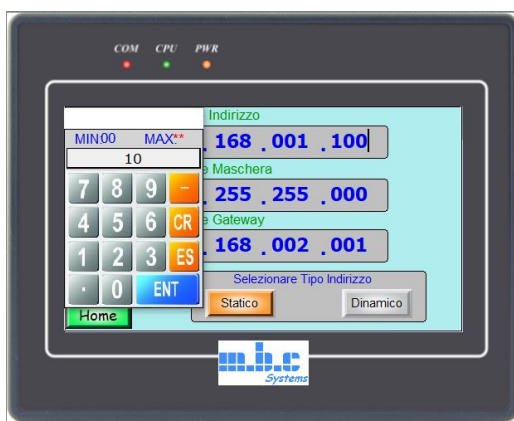 COM CPU PWR
Indirizzo
. 168 . 001 . 100
MIN:00 MAX:**
10
e Maschera
. 255 . 255 . 000
e Gateway
. 168 . 002 . 001
7 8 9 -
4 5 6 CR
1 2 3 ES
. 0 ENT
Selezionare Tipo Indirizzo
Statico Dinamico
Home
m.b.c
Systems